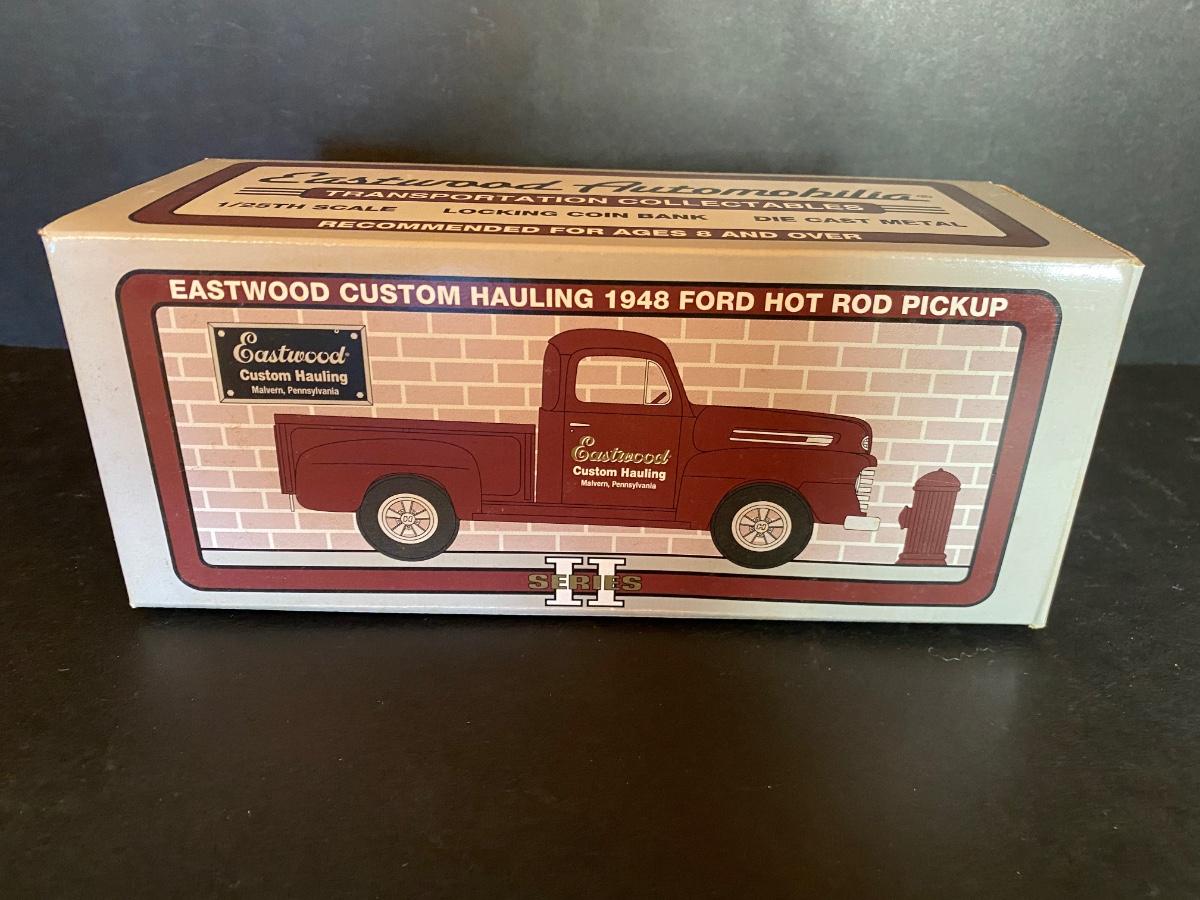 Eastwood Automobilia®
TRANSPORTATION COLLECTABLES
1/25TH SCALE LOCKING COIN BANK DIE CAST METAL
RECOMMENDED FOR AGES 8 AND OVER
EASTWOOD CUSTOM HAULING 1948 FORD HOT ROD PICKUP
Eastwood
Custom Hauling
Malvern, Pennsylvania
Eastwood
Custom Hauling
Malvern, Pennsylvania
II
SERIES